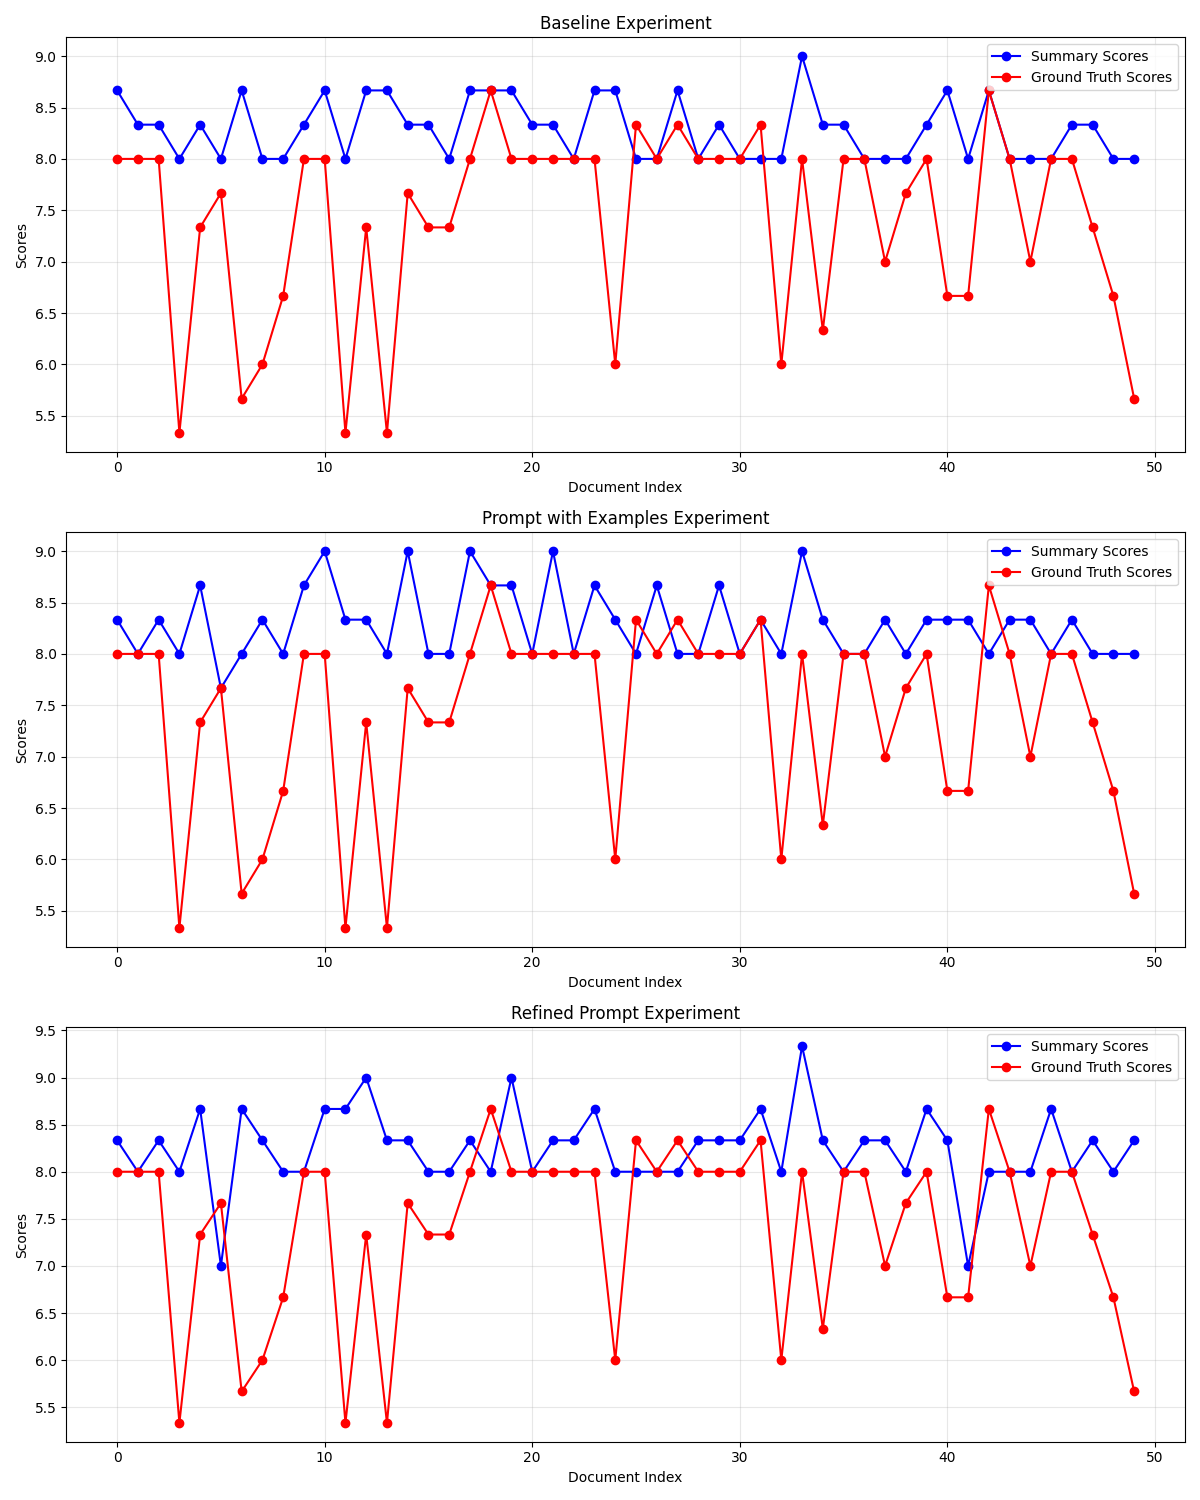 Baseline Experiment
Summary Scores
Ground Truth Scores
9.0
8.5
8.0
7.5
7.0
6.5
6.0
5.5
Scores
0 10 20 30 40 50
Document Index
Prompt with Examples Experiment
Summary Scores
Ground Truth Scores
9.0
8.5
8.0
7.5
7.0
6.5
6.0
5.5
Scores
0 10 20 30 40 50
Document Index
Refined Prompt Experiment
Summary Scores
Ground Truth Scores
9.5
9.0
8.5
8.0
7.5
7.0
6.5
6.0
5.5
Scores
0 10 20 30 40 50
Document Index